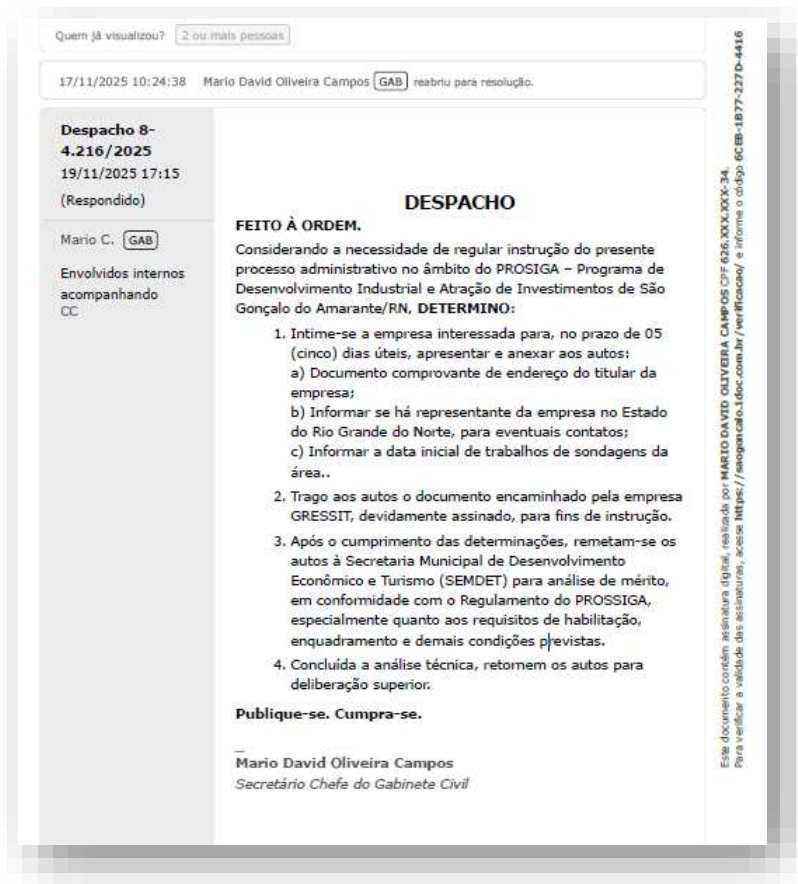 Quem já visualizou? 2 ou mais pessoas
17/11/2025 10:24:38 Mario David Oliveira Campos GAB reabriu para resolução.
Despacho 8-
4.216/2025
19/11/2025 17:15
(Respondido)
Mario C. GAB
Envolvidos internos
acompanhando
CC
DESPACHO
FEITO À ORDEM.
Considerando a necessidade de regular instrução do presente
processo administrativo no âmbito do PROSIGA – Programa de
Desenvolvimento Industrial e Atração de Investimentos de São
Gonçalo do Amarante/RN, DETERMINO:
1. Intime-se a empresa interessada para, no prazo de 05
(cinco) dias úteis, apresentar e anexar aos autos:
a) Documento comprovante de endereço do titular da
empresa;
b) Informar se há representante da empresa no Estado
do Rio Grande do Norte, para eventuais contatos;
c) Informar a data inicial de trabalhos de sondagens da
área..
2. Trago aos autos o documento encaminhado pela empresa
GRESSIT, devidamente assinado, para fins de instrução.
3. Após o cumprimento das determinações, remetam-se os
autos à Secretaria Municipal de Desenvolvimento
Econômico e Turismo (SEMDET) para análise de mérito,
em conformidade com o Regulamento do PROSSIGA,
especialmente quanto aos requisitos de habilitação,
enquadramento e demais condições previstas.
4. Concluída a análise técnica, retornem os autos para
deliberação superior.
Publique-se. Cumpra-se.
_
Mario David Oliveira Campos
Secretário Chefe do Gabinete Civil
Este documento contém assinatura digital, realizada por MARIO DAVID OLIVEIRA CAMPOS CPF 626.XXX.XXX-34.
Para verificar a validade das assinaturas, acesse https://saogoncalo.1doc.com.br/verificacao/ e informe o código 6CEB-1B77-227D-4416